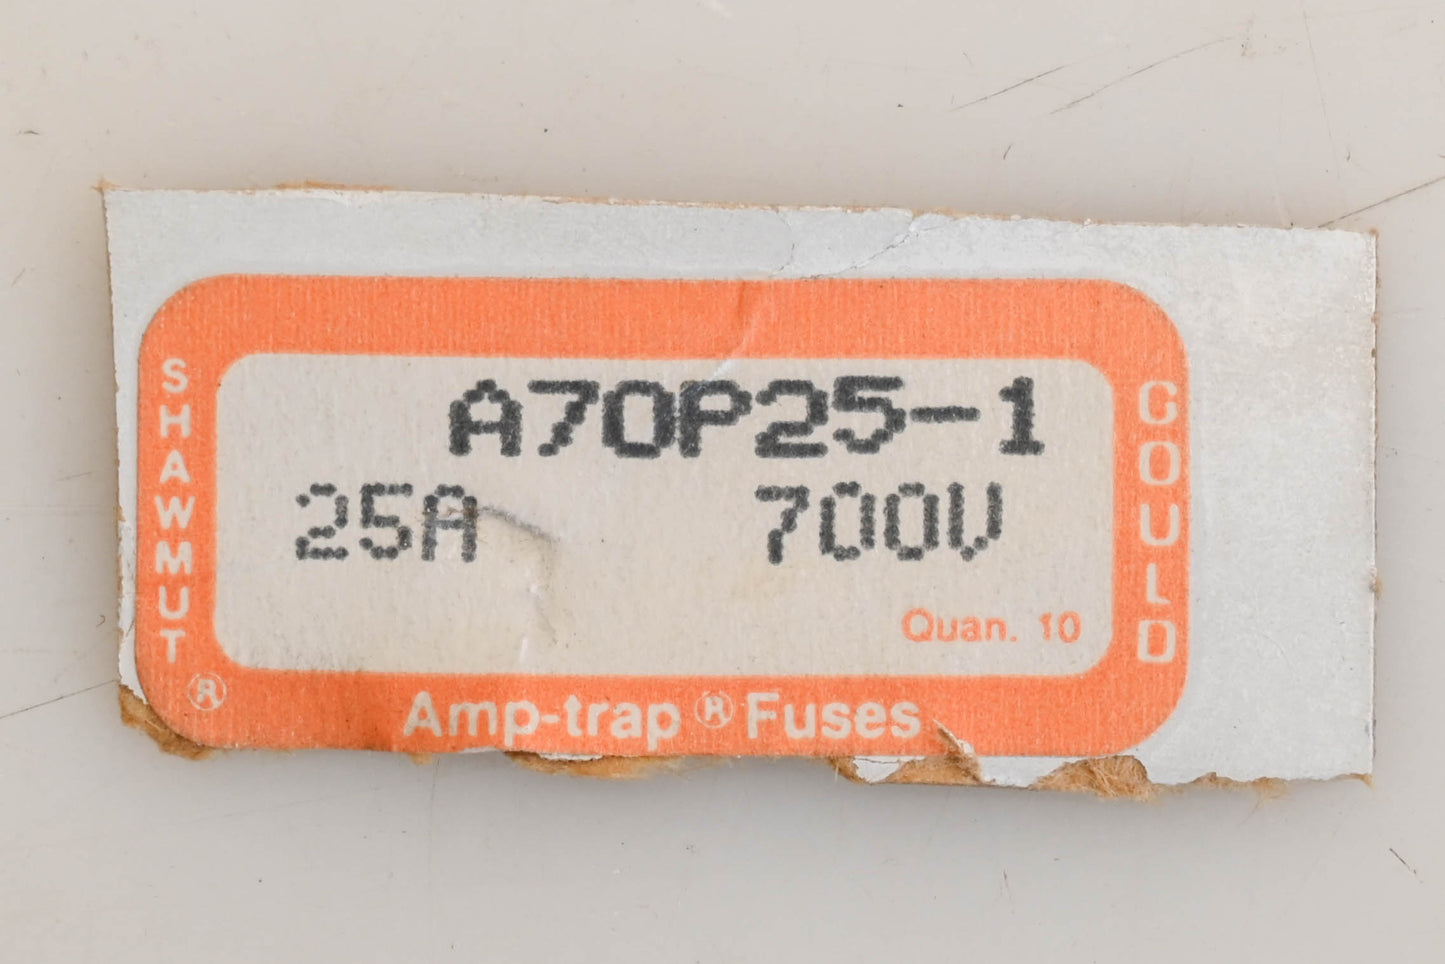 A70P25-1
25A 700V
Quan. 10
SHAWMUT®
GOULD
Amp-trap® Fuses